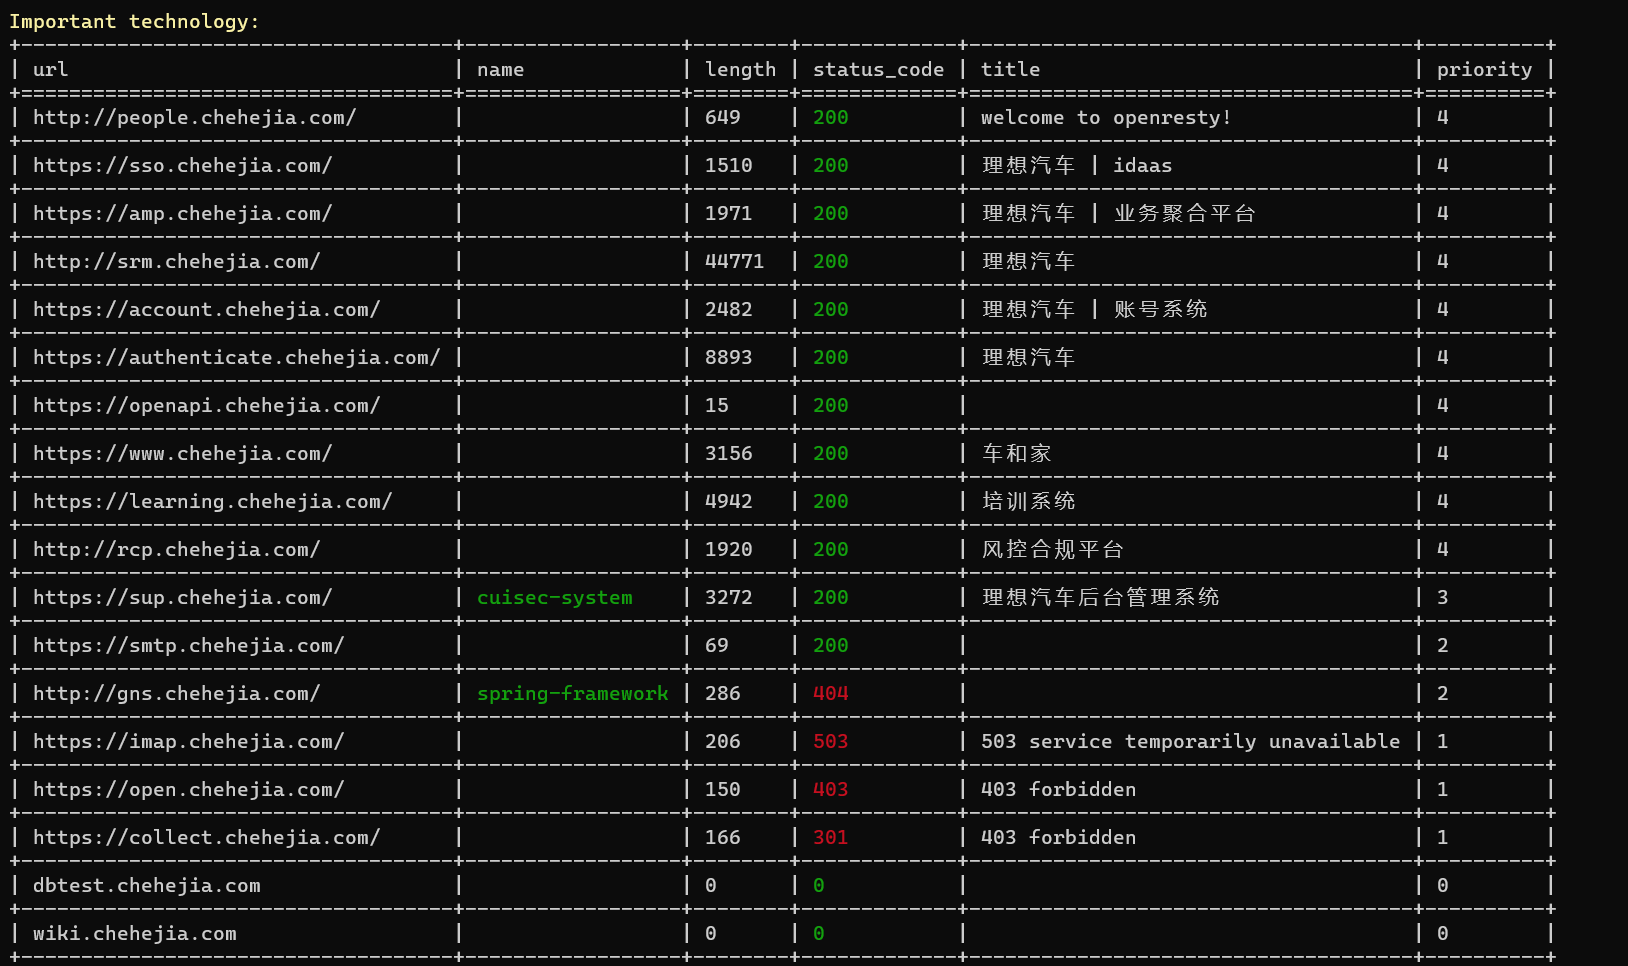 Important technology:
| url | name | length | status_code | title | priority |
| http://people.chehejia.com/ | | 649 | 200 | welcome to openresty! | 4 |
| https://sso.chehejia.com/ | | 1510 | 200 | 理想汽车 | idaas | 4 |
| https://amp.chehejia.com/ | | 1971 | 200 | 理想汽车 | 业务聚合平台 | 4 |
| http://srm.chehejia.com/ | | 44771 | 200 | 理想汽车 | 4 |
| https://account.chehejia.com/ | | 2482 | 200 | 理想汽车 | 账号系统 | 4 |
| https://authenticate.chehejia.com/ | | 8893 | 200 | 理想汽车 | 4 |
| https://openapi.chehejia.com/ | | 15 | 200 | | 4 |
| https://www.chehejia.com/ | | 3156 | 200 | 车和家 | 4 |
| https://learning.chehejia.com/ | | 4942 | 200 | 培训系统 | 4 |
| http://rcp.chehejia.com/ | | 1920 | 200 | 风控合规平台 | 4 |
| https://sup.chehejia.com/ | cuisec-system | 3272 | 200 | 理想汽车后台管理系统 | 3 |
| https://smtp.chehejia.com/ | | 69 | 200 | | 2 |
| http://gns.chehejia.com/ | spring-framework | 286 | 404 | | 2 |
| https://imap.chehejia.com/ | | 206 | 503 | 503 service temporarily unavailable | 1 |
| https://open.chehejia.com/ | | 150 | 403 | 403 forbidden | 1 |
| https://collect.chehejia.com/ | | 166 | 301 | 403 forbidden | 1 |
| dbtest.chehejia.com | | 0 | 0 | | 0 |
| wiki.chehejia.com | | 0 | 0 | | 0 |